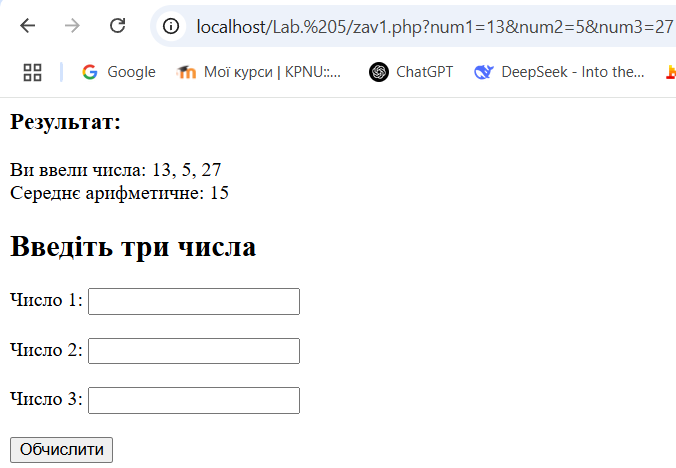 localhost/Lab.%205/zav1.php?num1=13&num2=5&num3=27
Google Мої курси | KPNU::... ChatGPT DeepSeek - Into the...
Результат:
Ви ввели числа: 13, 5, 27
Середнє арифметичне: 15
Введіть три числа
Число 1:
Число 2:
Число 3:
Обчислити